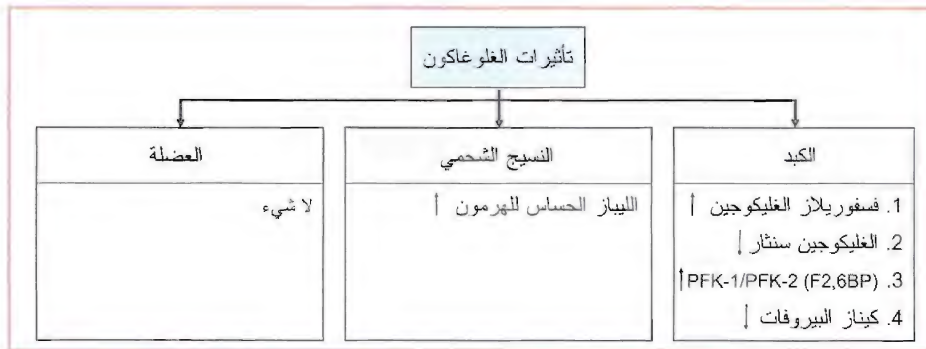 تأثيرات الغلوغاكون
الكبد
1. فسفوريلاز الغليكوجين ↑
2. الغليكوجين سنثاز ↓
3. PFK-1/PFK-2 (F2,6BP) ↑
4. كيناز البيروفات ↓
النسيج الشحمي
الليباز الحساس للهرمون ↑
العضلة
لا شيء